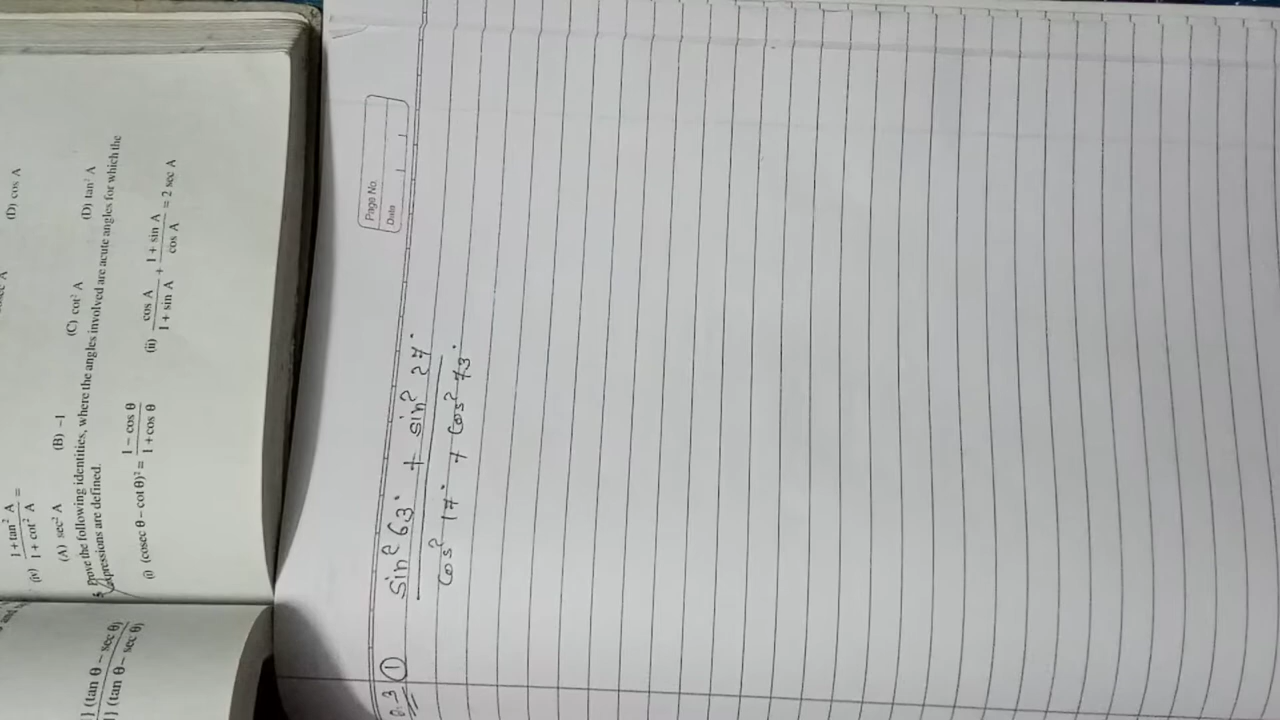 (D) cos A
(iv) 1 + tan² A / 1 + cot² A =
(A) sec² A (B) −1 (C) cot² A (D) tan² A
Prove the following identities, where the angles involved are acute angles for which the
expressions are defined.
(i) (cosec θ – cot θ)² = 1 – cos θ / 1 + cos θ (ii) cos A / 1 + sin A + 1 + sin A / cos A = 2 sec A
(tan θ – sec θ)
(tan θ – sec θ)
Page No.
Date
Q.3 ① sin² 63° + sin² 27°
cos² 17° + cos² 73°